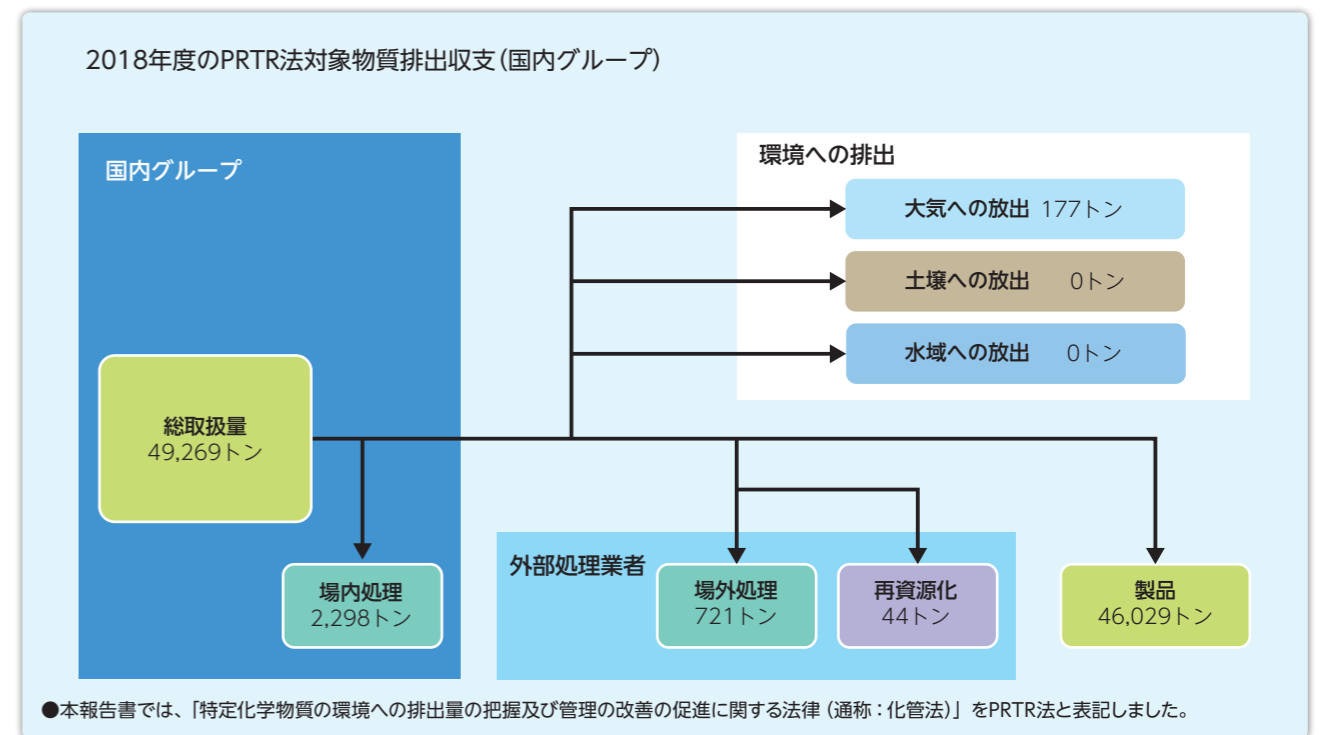 2018年度のPRTR法対象物質排出収支(国内グループ)
国内グループ
環境への排出
大気への放出 177トン
土壌への放出 0トン
水域への放出 0トン
総取扱量
49,269トン
場内処理
2,298トン
外部処理業者
場外処理
721トン
再資源化
44トン
製品
46,029トン
●本報告書では、「特定化学物質の環境への排出量の把握及び管理の改善の促進に関する法律(通称:化管法)」をPRTR法と表記しました。